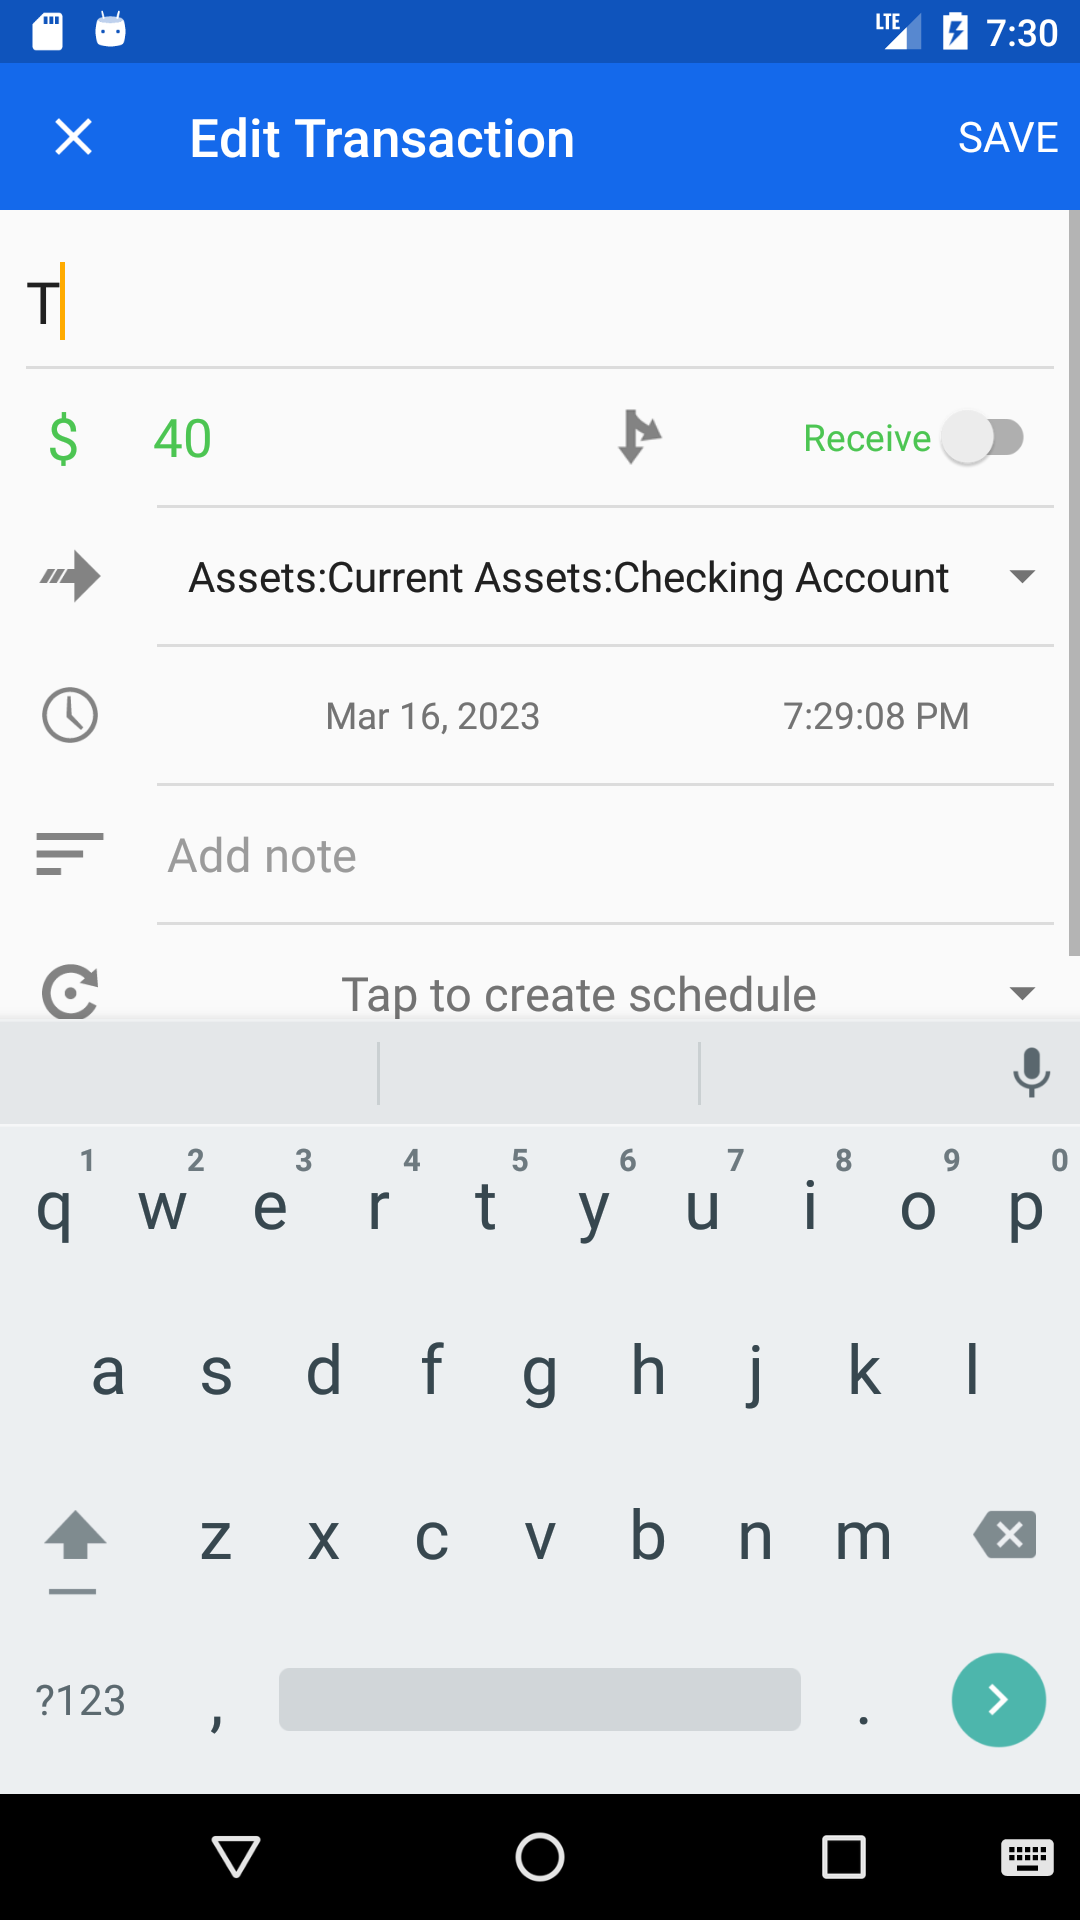 LTE 7:30
Edit Transaction SAVE
T
$ 40 Receive
Assets:Current Assets:Checking Account
Mar 16, 2023 7:29:08 PM
Add note
Tap to create schedule
1 2 3 4 5 6 7 8 9 0
q w e r t y u i o p
a s d f g h j k l
z x c v b n m
?123 , .